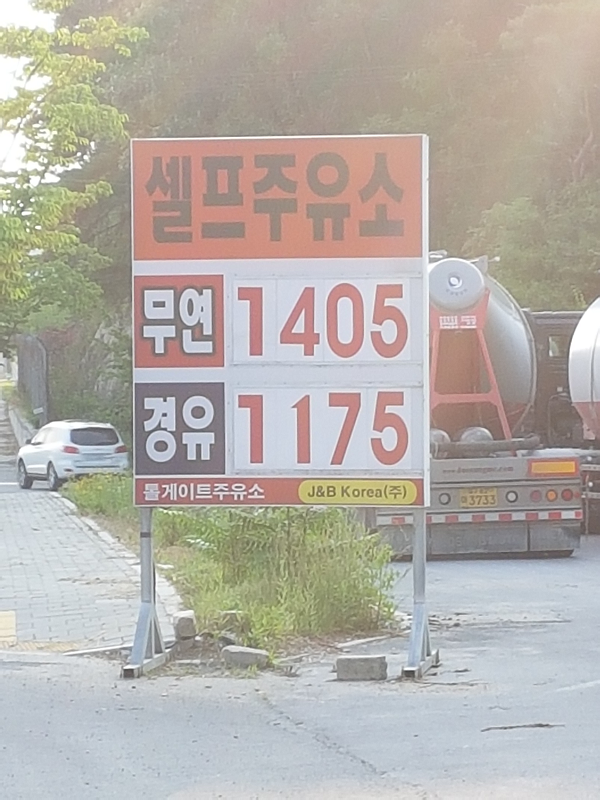 셀프주유소
무연 1405
경유 1175
톨게이트주유소 J&B Korea(주)
3733